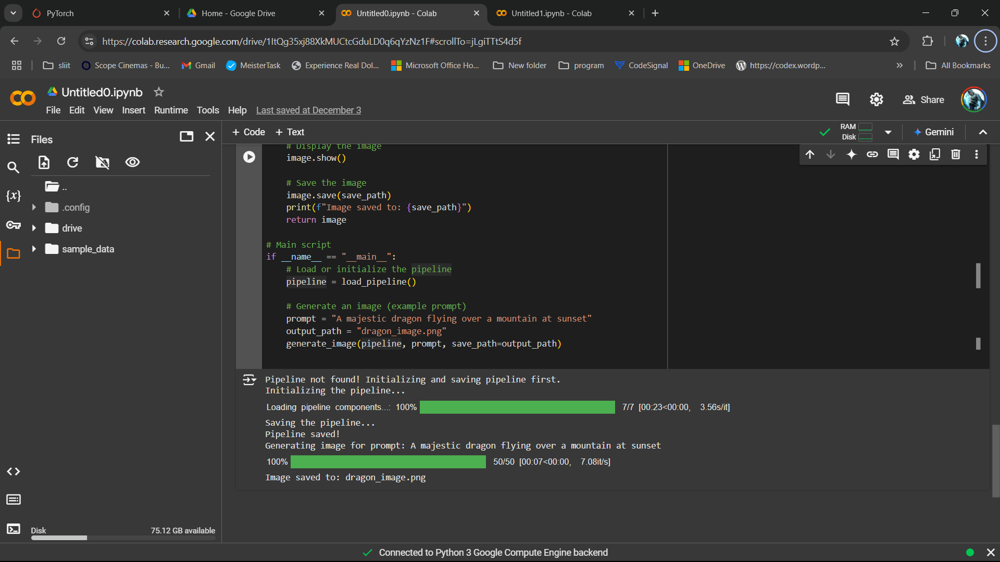 PyTorch
Home - Google Drive
Untitled0.ipynb - Colab
Untitled1.ipynb - Colab
https://colab.research.google.com/drive/1ItQg35xj88XkMUCtcGduLD0q6qYzNz1F#scrollTo=jLgiTTtS4d5f
sliit
Scope Cinemas - Bu...
Gmail
MeisterTask
Experience Real Dol...
Microsoft Office Ho...
New folder
program
CodeSignal
OneDrive
https://codex.wordp...
»
All Bookmarks
Untitled0.ipynb
Share
File Edit View Insert Runtime Tools Help Last saved at December 3
Files
+ Code + Text
RAM
Disk
Gemini
..
.config
drive
sample_data
{x}
# Display the image
image.show()
# Save the image
image.save(save_path)
print(f"Image saved to: {save_path}")
return image
# Main script
if __name__ == "__main__":
# Load or initialize the pipeline
pipeline = load_pipeline()
# Generate an image (example prompt)
prompt = "A majestic dragon flying over a mountain at sunset"
output_path = "dragon_image.png"
generate_image(pipeline, prompt, save_path=output_path)
Pipeline not found! Initializing and saving pipeline first.
Initializing the pipeline...
Loading pipeline components...: 100% 7/7 [00:23<00:00, 3.56s/it]
Saving the pipeline...
Pipeline saved!
Generating image for prompt: A majestic dragon flying over a mountain at sunset
100% 50/50 [00:07<00:00, 7.08it/s]
Image saved to: dragon_image.png
Disk 75.12 GB available
Connected to Python 3 Google Compute Engine backend